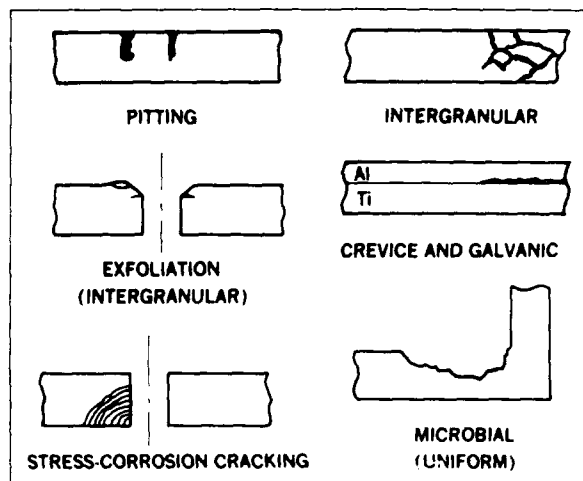 PITTING
INTERGRANULAR
Al
Ti
EXFOLIATION
(INTERGRANULAR)
CREVICE AND GALVANIC
STRESS-CORROSION CRACKING
MICROBIAL
(UNIFORM)